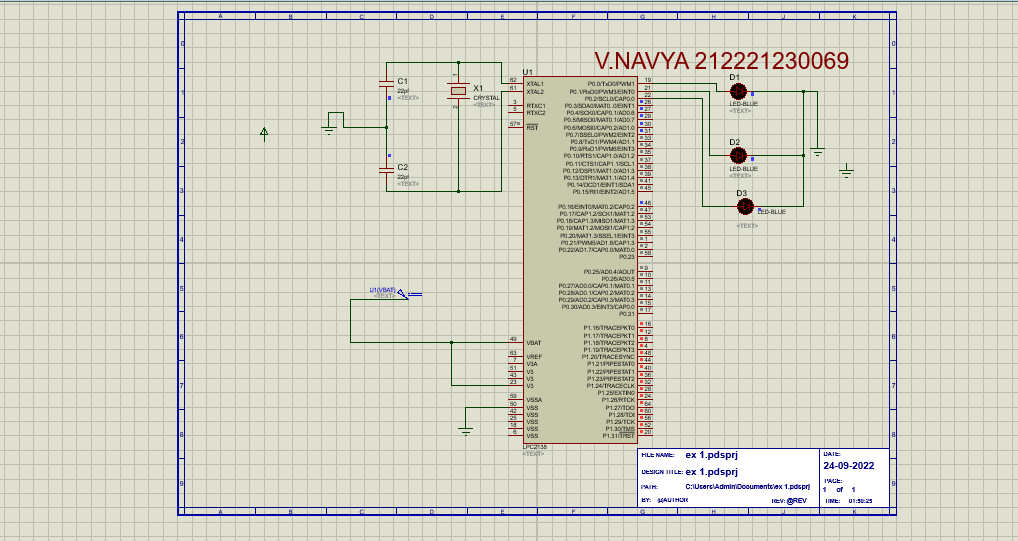 A B C D E F G H J K
0 0
V.NAVYA 212221230069
U1
C1
22pf
<TEXT>
X1
CRYSTAL
<TEXT>
C2
22pf
<TEXT>
62 XTAL1
61 XTAL2
3 RTXC1
5 RTXC2
57 RST
P0.0/TxD0/PWM1 19
P0.1/RxD0/PWM3/EINT0 21
P0.2/SCL0/CAP0.0 22
P0.3/SDA0/MAT0.0/EINT1 26
P0.4/SCK0/CAP0.1/AD0.6 27
P0.5/MISO0/MAT0.1/AD0.7 29
P0.6/MOSI0/CAP0.2/AD1.0 30
P0.7/SSEL0/PWM2/EINT2 31
P0.8/TxD1/PWM4/AD1.1 33
P0.9/RxD1/PWM6/EINT3 34
P0.10/RTS1/CAP1.0/AD1.2 35
P0.11/CTS1/CAP1.1/SCL1 37
P0.12/DSR1/MAT1.0/AD1.3 38
P0.13/DTR1/MAT1.1/AD1.4 39
P0.14/DCD1/EINT1/SDA1 41
P0.15/RI1/EINT2/AD1.5 45
P0.16/EINT0/MAT0.2/CAP0.2 46
P0.17/CAP1.2/SCK1/MAT1.2 47
P0.18/CAP1.3/MISO1/MAT1.3 53
P0.19/MAT1.2/MOSI1/CAP1.2 54
P0.20/MAT1.3/SSEL1/EINT3 55
P0.21/PWM5/AD1.6/CAP1.3 1
P0.22/AD1.7/CAP0.0/MAT0.0 2
P0.23 58
P0.25/AD0.4/AOUT 9
P0.26/AD0.5 10
P0.27/AD0.0/CAP0.1/MAT0.1 11
P0.28/AD0.1/CAP0.2/MAT0.2 13
P0.29/AD0.2/CAP0.3/MAT0.3 14
P0.30/AD0.3/EINT3/CAP0.0 15
P0.31 17
P1.16/TRACEPKT0 16
P1.17/TRACEPKT1 12
P1.18/TRACEPKT2 8
P1.19/TRACEPKT3 4
P1.20/TRACESYNC 48
P1.21/PIPESTAT0 44
P1.22/PIPESTAT1 40
P1.23/PIPESTAT2 36
P1.24/TRACECLK 32
P1.25/EXTIN0 28
P1.26/RTCK 24
P1.27/TDO 64
P1.28/TDI 60
P1.29/TCK 56
P1.30/TMS 52
P1.31/TRST 20
D1
LED-BLUE
<TEXT>
D2
LED-BLUE
<TEXT>
D3
LED-BLUE
<TEXT>
1 1
2 2
3 3
4 4
5 5
6 6
7 7
8 8
9 9
U1(VBAT)
<TEXT>
49 VBAT
63 VREF
7 V3A
51 V3
43 V3
23 V3
59 VSSA
50 VSS
42 VSS
25 VSS
18 VSS
6 VSS
LPC2138
<TEXT>
FILE NAME: ex 1.pdsprj
DESIGN TITLE: ex 1.pdsprj
PATH: C:\Users\Admin\Documents\ex 1.pdsprj
BY: @AUTHOR REV: @REV
DATE:
24-09-2022
PAGE:
1 of 1
TIME: 01:50:25
A B C D E F G H J K